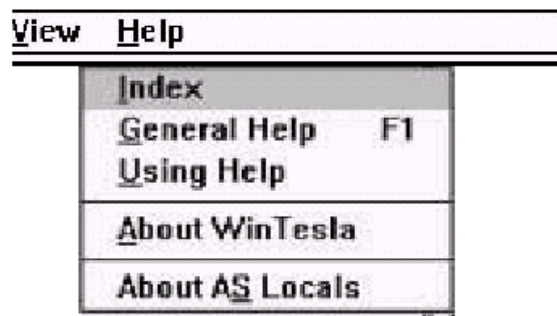 View Help
Index
General Help F1
Using Help
About WinTesla
About AS Locals